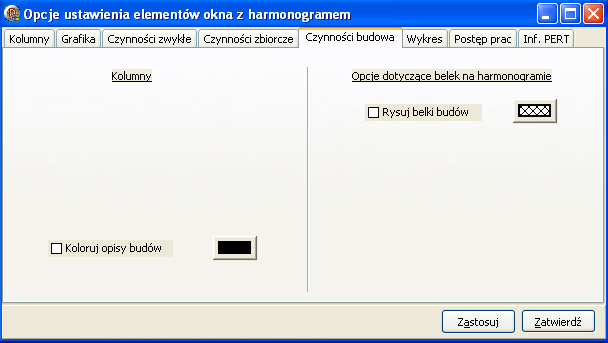 Opcje ustawienia elementów okna z harmonogramem
Kolumny Grafika Czynności zwykłe Czynności zbiorcze Czynności budowa Wykres Postęp prac Inf. PERT
Kolumny
Opcje dotyczące belek na harmonogramie
Rysuj belki budów
Koloruj opisy budów
Zastosuj Zatwierdź